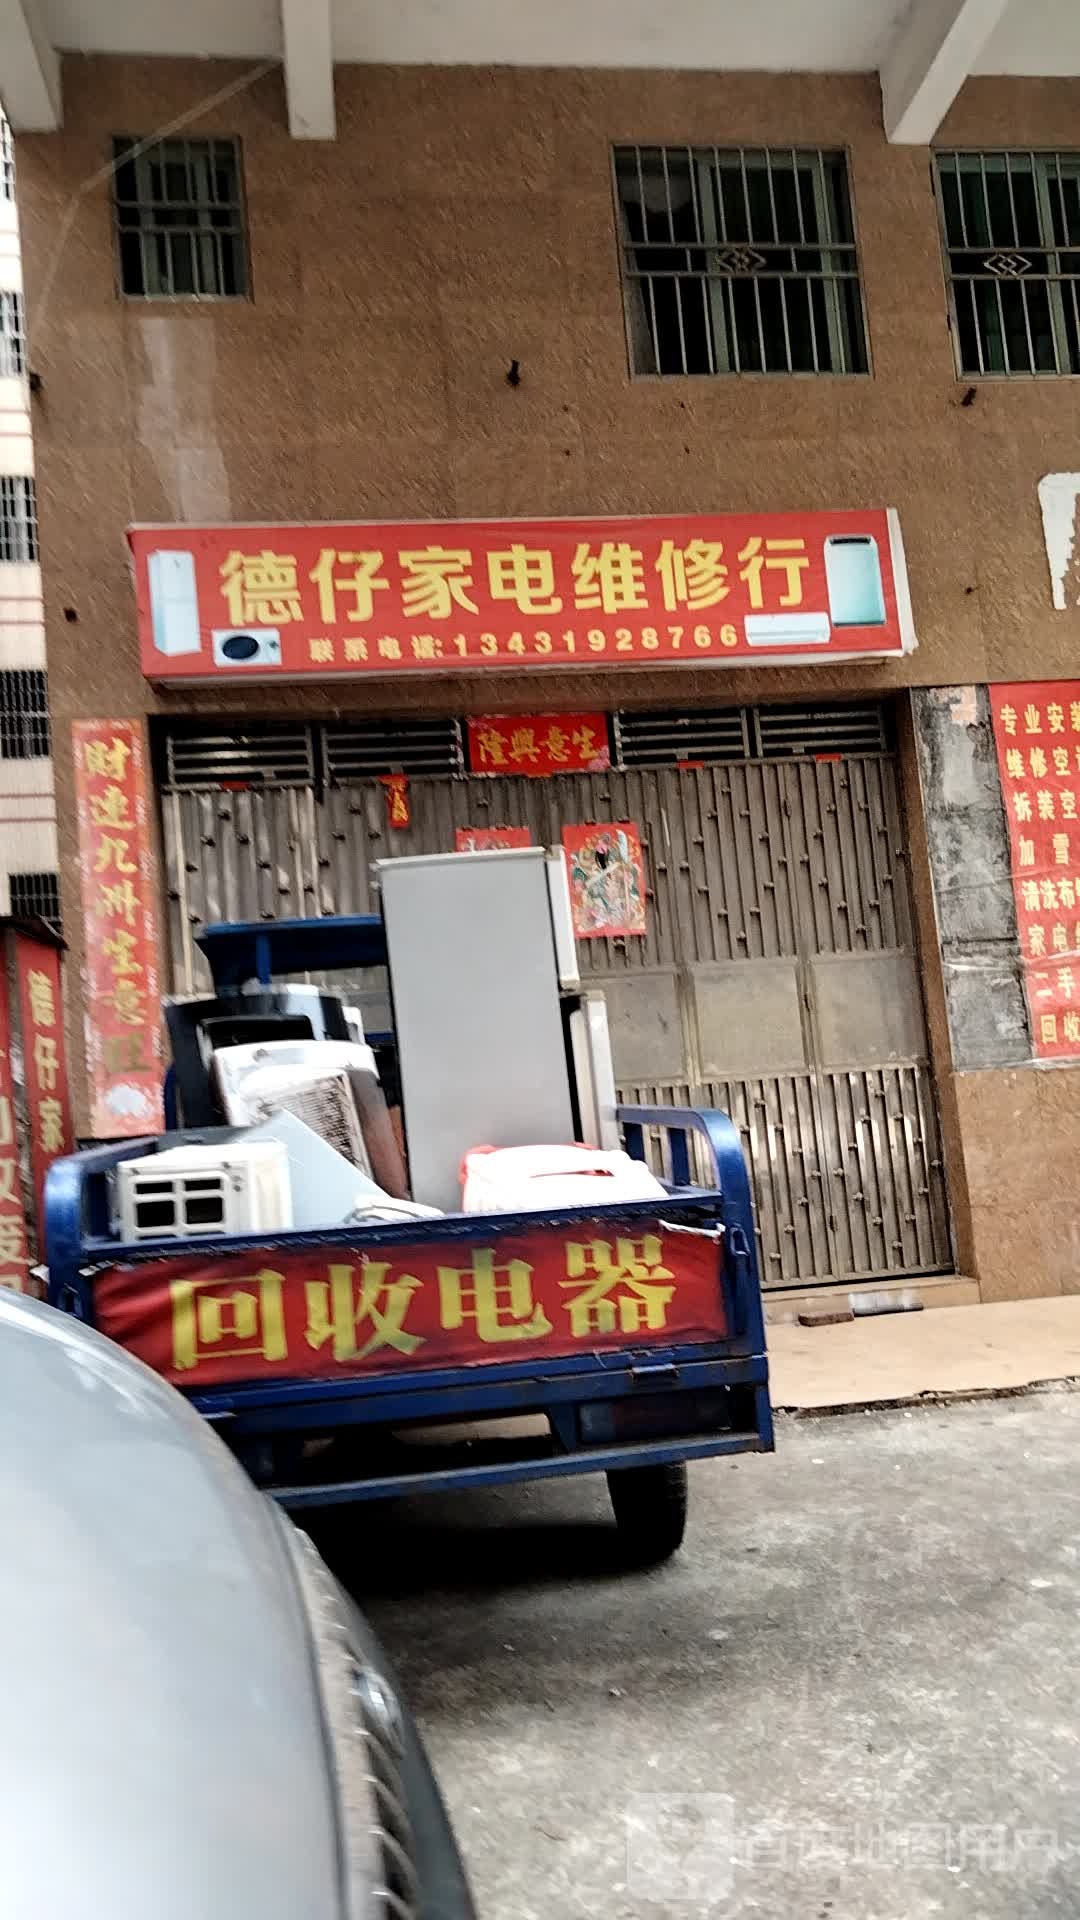 德仔家电维修行
联系电话:13431928766
隆興意生
财连九洲生意旺
专业安装
维修空
拆装空
加雪
清洗布
家电
二手
回收
德仔家
回收电器
百度地图用户